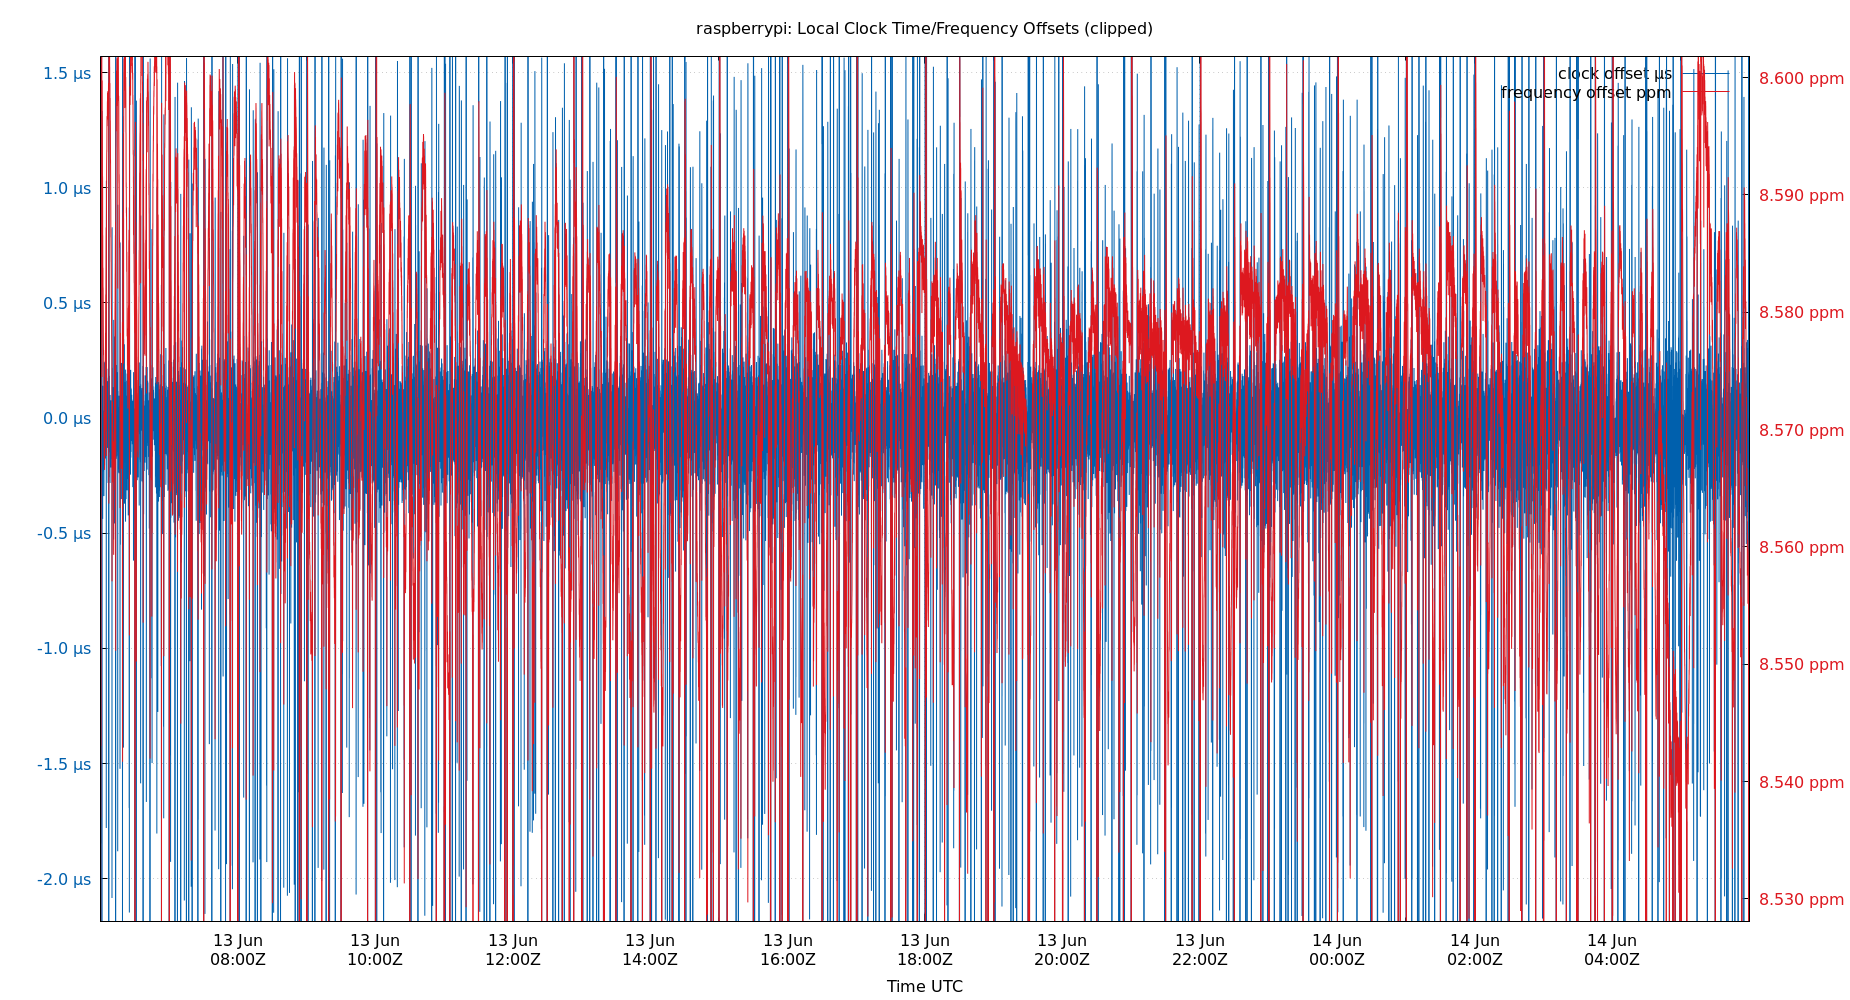 raspberrypi: Local Clock Time/Frequency Offsets (clipped)
clock offset µs
frequency offset ppm
1.5 µs
1.0 µs
0.5 µs
0.0 µs
-0.5 µs
-1.0 µs
-1.5 µs
-2.0 µs
8.600 ppm
8.590 ppm
8.580 ppm
8.570 ppm
8.560 ppm
8.550 ppm
8.540 ppm
8.530 ppm
13 Jun 13 Jun 13 Jun 13 Jun 13 Jun 13 Jun 13 Jun 13 Jun 14 Jun 14 Jun 14 Jun
08:00Z 10:00Z 12:00Z 14:00Z 16:00Z 18:00Z 20:00Z 22:00Z 00:00Z 02:00Z 04:00Z
Time UTC